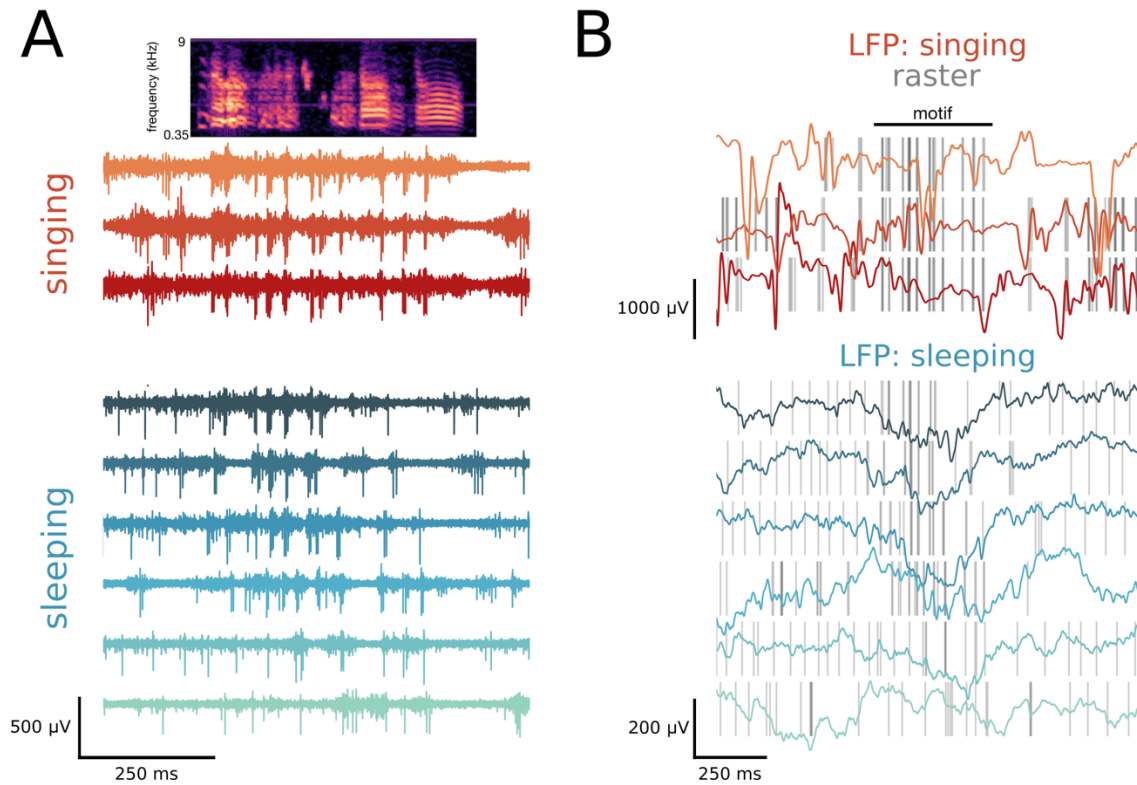 A
9
frequency (kHz)
0.35
singing
sleeping
500 µV
250 ms
B
LFP: singing
raster
motif
1000 µV
LFP: sleeping
200 µV
250 ms